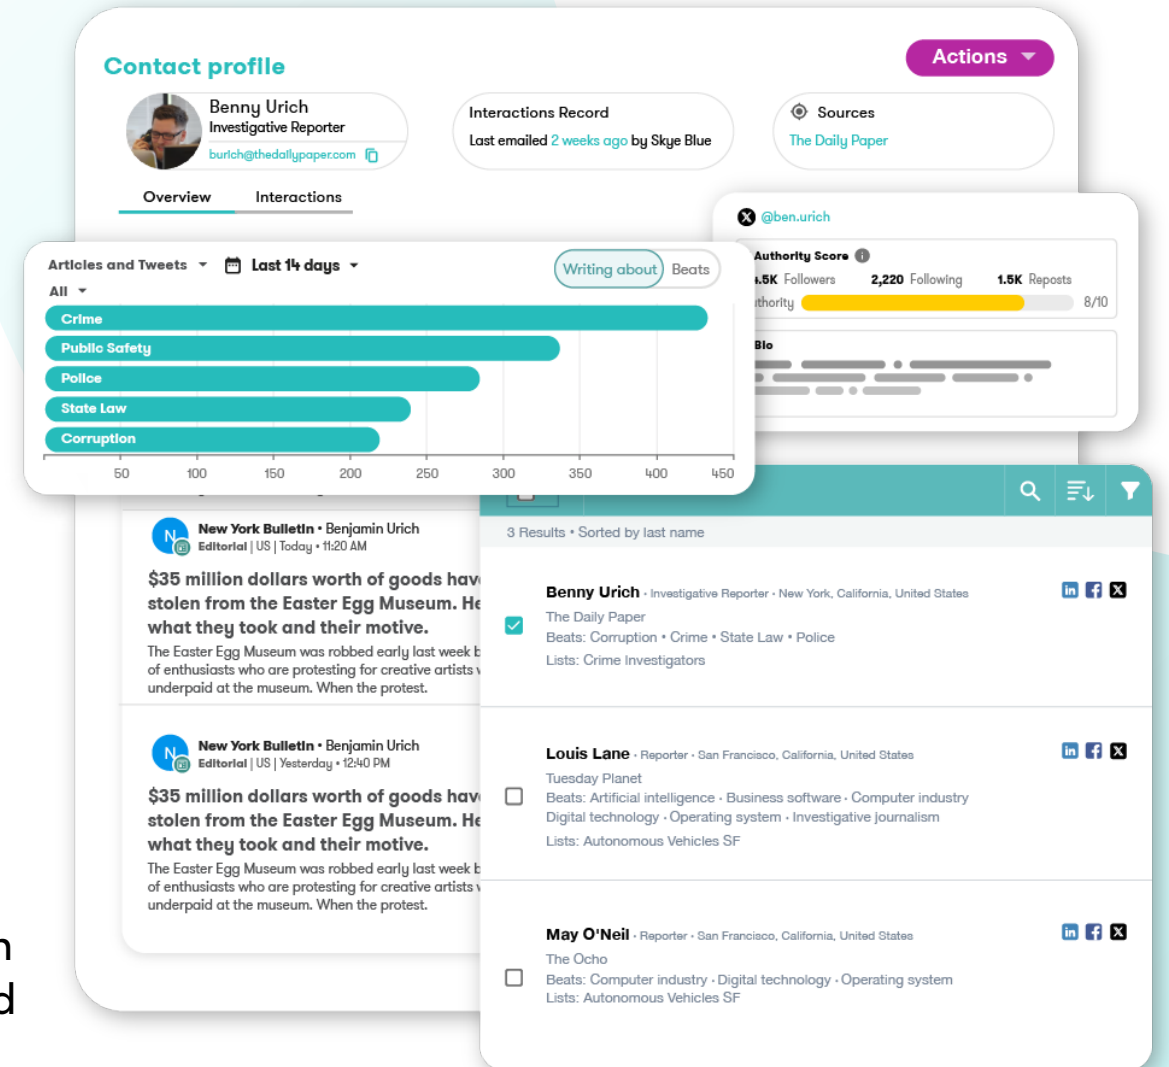 Contact profile
Actions
Benny Urich
Investigative Reporter
burich@thedailypaper.com
Interactions Record
Last emailed 2 weeks ago by Skye Blue
Sources
The Daily Paper
Overview
Interactions
@ben.urich
Authority Score
.5K Followers 2,220 Following 1.5K Reposts
8/10
Bio
Articles and Tweets
Last 14 days
Writing about
Beats
All
Crime
Public Safety
Police
State Law
Corruption
50 100 150 200 250 300 350 400 450
N
New York Bulletin • Benjamin Urich
Editorial | US | Today • 11:20 AM
$35 million dollars worth of goods hav
stolen from the Easter Egg Museum. He
what they took and their motive.
The Easter Egg Museum was robbed early last week b
of enthusiasts who are protesting for creative artists
underpaid at the museum. When the protest.
N
New York Bulletin • Benjamin Urich
Editorial | US | Yesterday • 12:40 PM
$35 million dollars worth of goods hav
stolen from the Easter Egg Museum. He
what they took and their motive.
The Easter Egg Museum was robbed early last week b
of enthusiasts who are protesting for creative artists
underpaid at the museum. When the protest.
3 Results • Sorted by last name
Benny Urich · Investigative Reporter · New York, California, United States
The Daily Paper
Beats: Corruption • Crime • State Law • Police
Lists: Crime Investigators
Louis Lane · Reporter · San Francisco, California, United States
Tuesday Planet
Beats: Artificial intelligence · Business software · Computer industry
Digital technology · Operating system · Investigative journalism
Lists: Autonomous Vehicles SF
May O'Neil · Reporter · San Francisco, California, United States
The Ocho
Beats: Computer industry · Digital technology · Operating system
Lists: Autonomous Vehicles SF